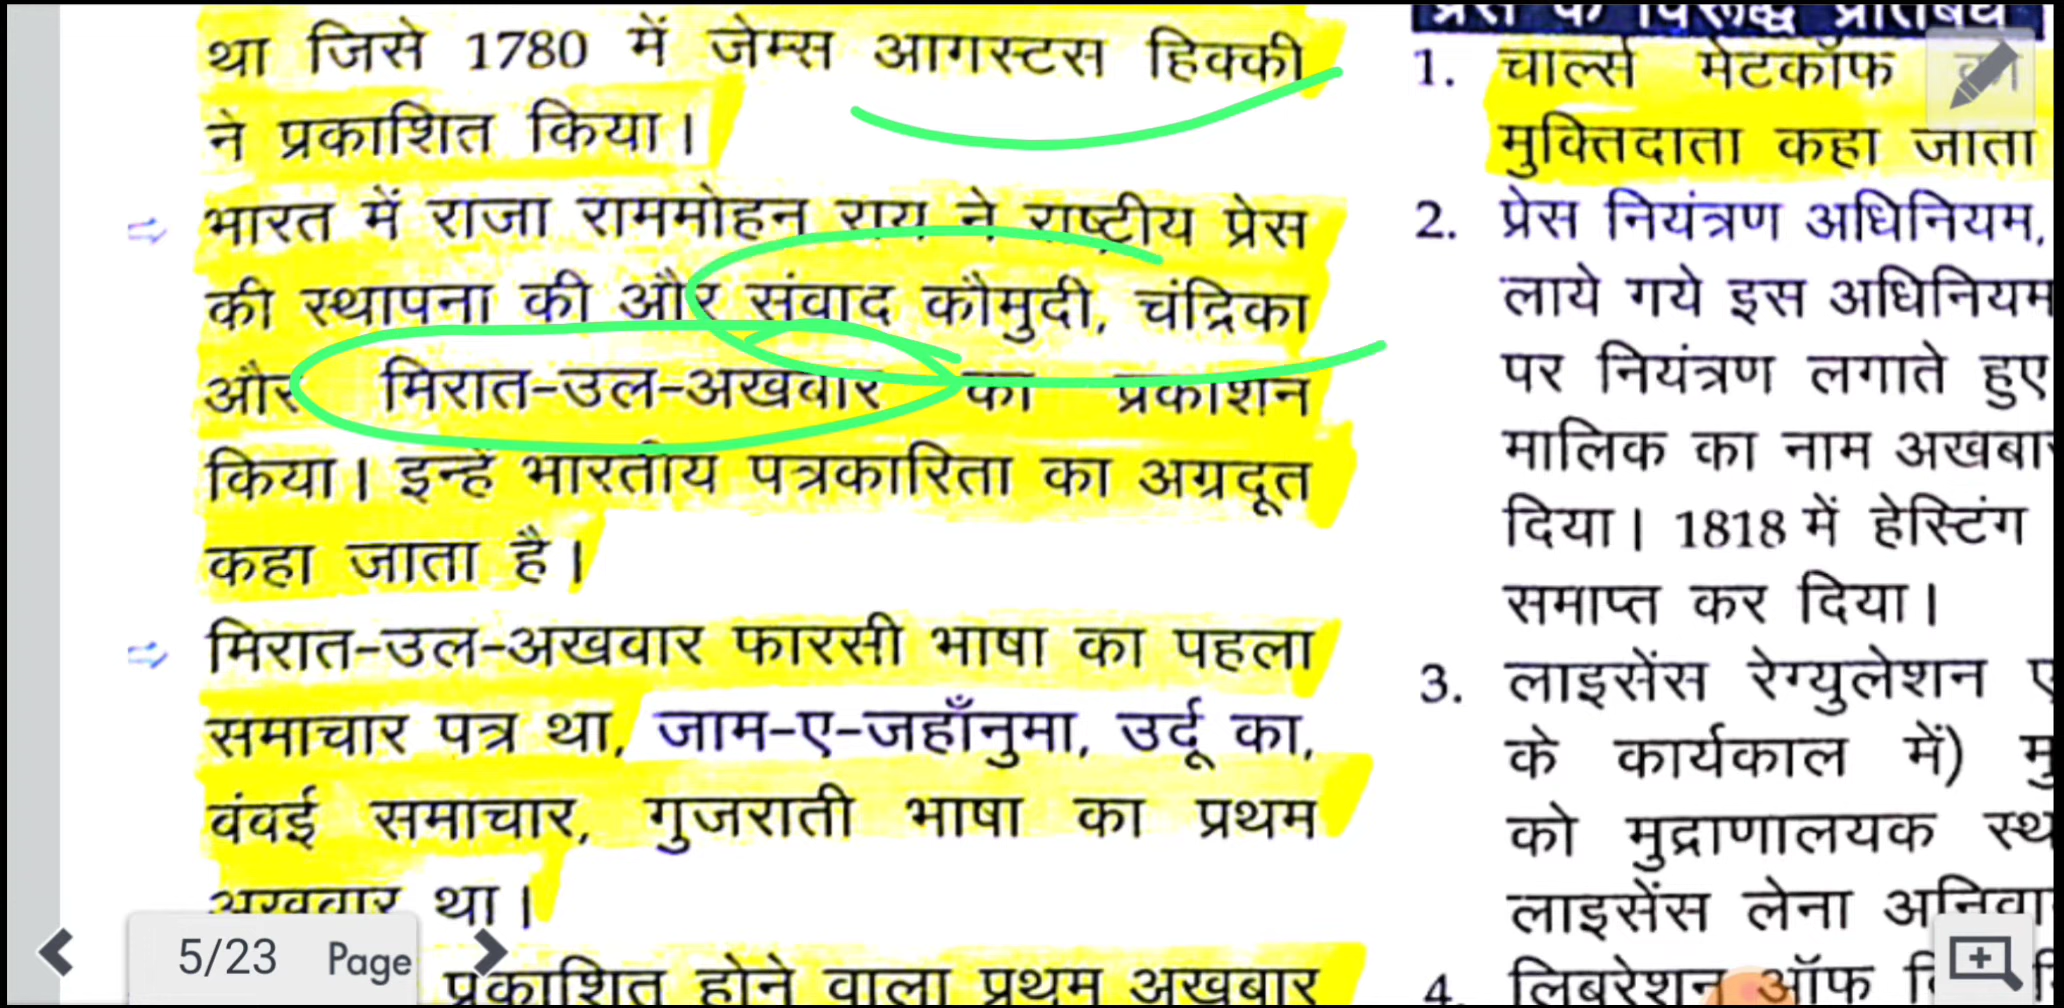 था जिसे 1780 में जेम्स आगस्टस हिक्की
ने प्रकाशित किया।
भारत में राजा राममोहन राय ने राष्ट्रीय प्रेस
की स्थापना की और संवाद कौमुदी, चंद्रिका
और मिरात-उल-अखबार का प्रकाशन
किया। इन्हें भारतीय पत्रकारिता का अग्रदूत
कहा जाता है।
मिरात-उल-अखवार फारसी भाषा का पहला
समाचार पत्र था, जाम-ए-जहाँनुमा, उर्दू का,
वंवई समाचार, गुजराती भाषा का प्रथम
अखवार था।
प्रकाशित होने वाला प्रथम अखबार
5/23 Page
प्रेस के विरूद्ध प्रतिबंध
1. चार्ल्स मेटकॉफ
मुक्तिदाता कहा जाता
2. प्रेस नियंत्रण अधिनियम,
लाये गये इस अधिनियम
पर नियंत्रण लगाते हुए
मालिक का नाम
दिया। 1818 में हेस्टिंग
समाप्त कर दिया।
3. लाइसेंस रेग्युलेशन
के कार्यकाल में)
को मुद्राणालयक
लाइसेंस लेना
4. लिबरेशन ऑफ